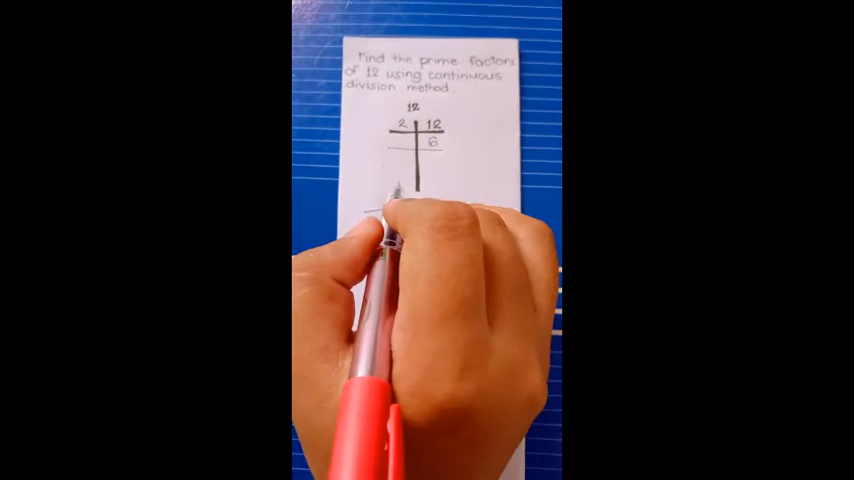 Find the prime factors
of 12 using continuous
division method.
12
2 12
6